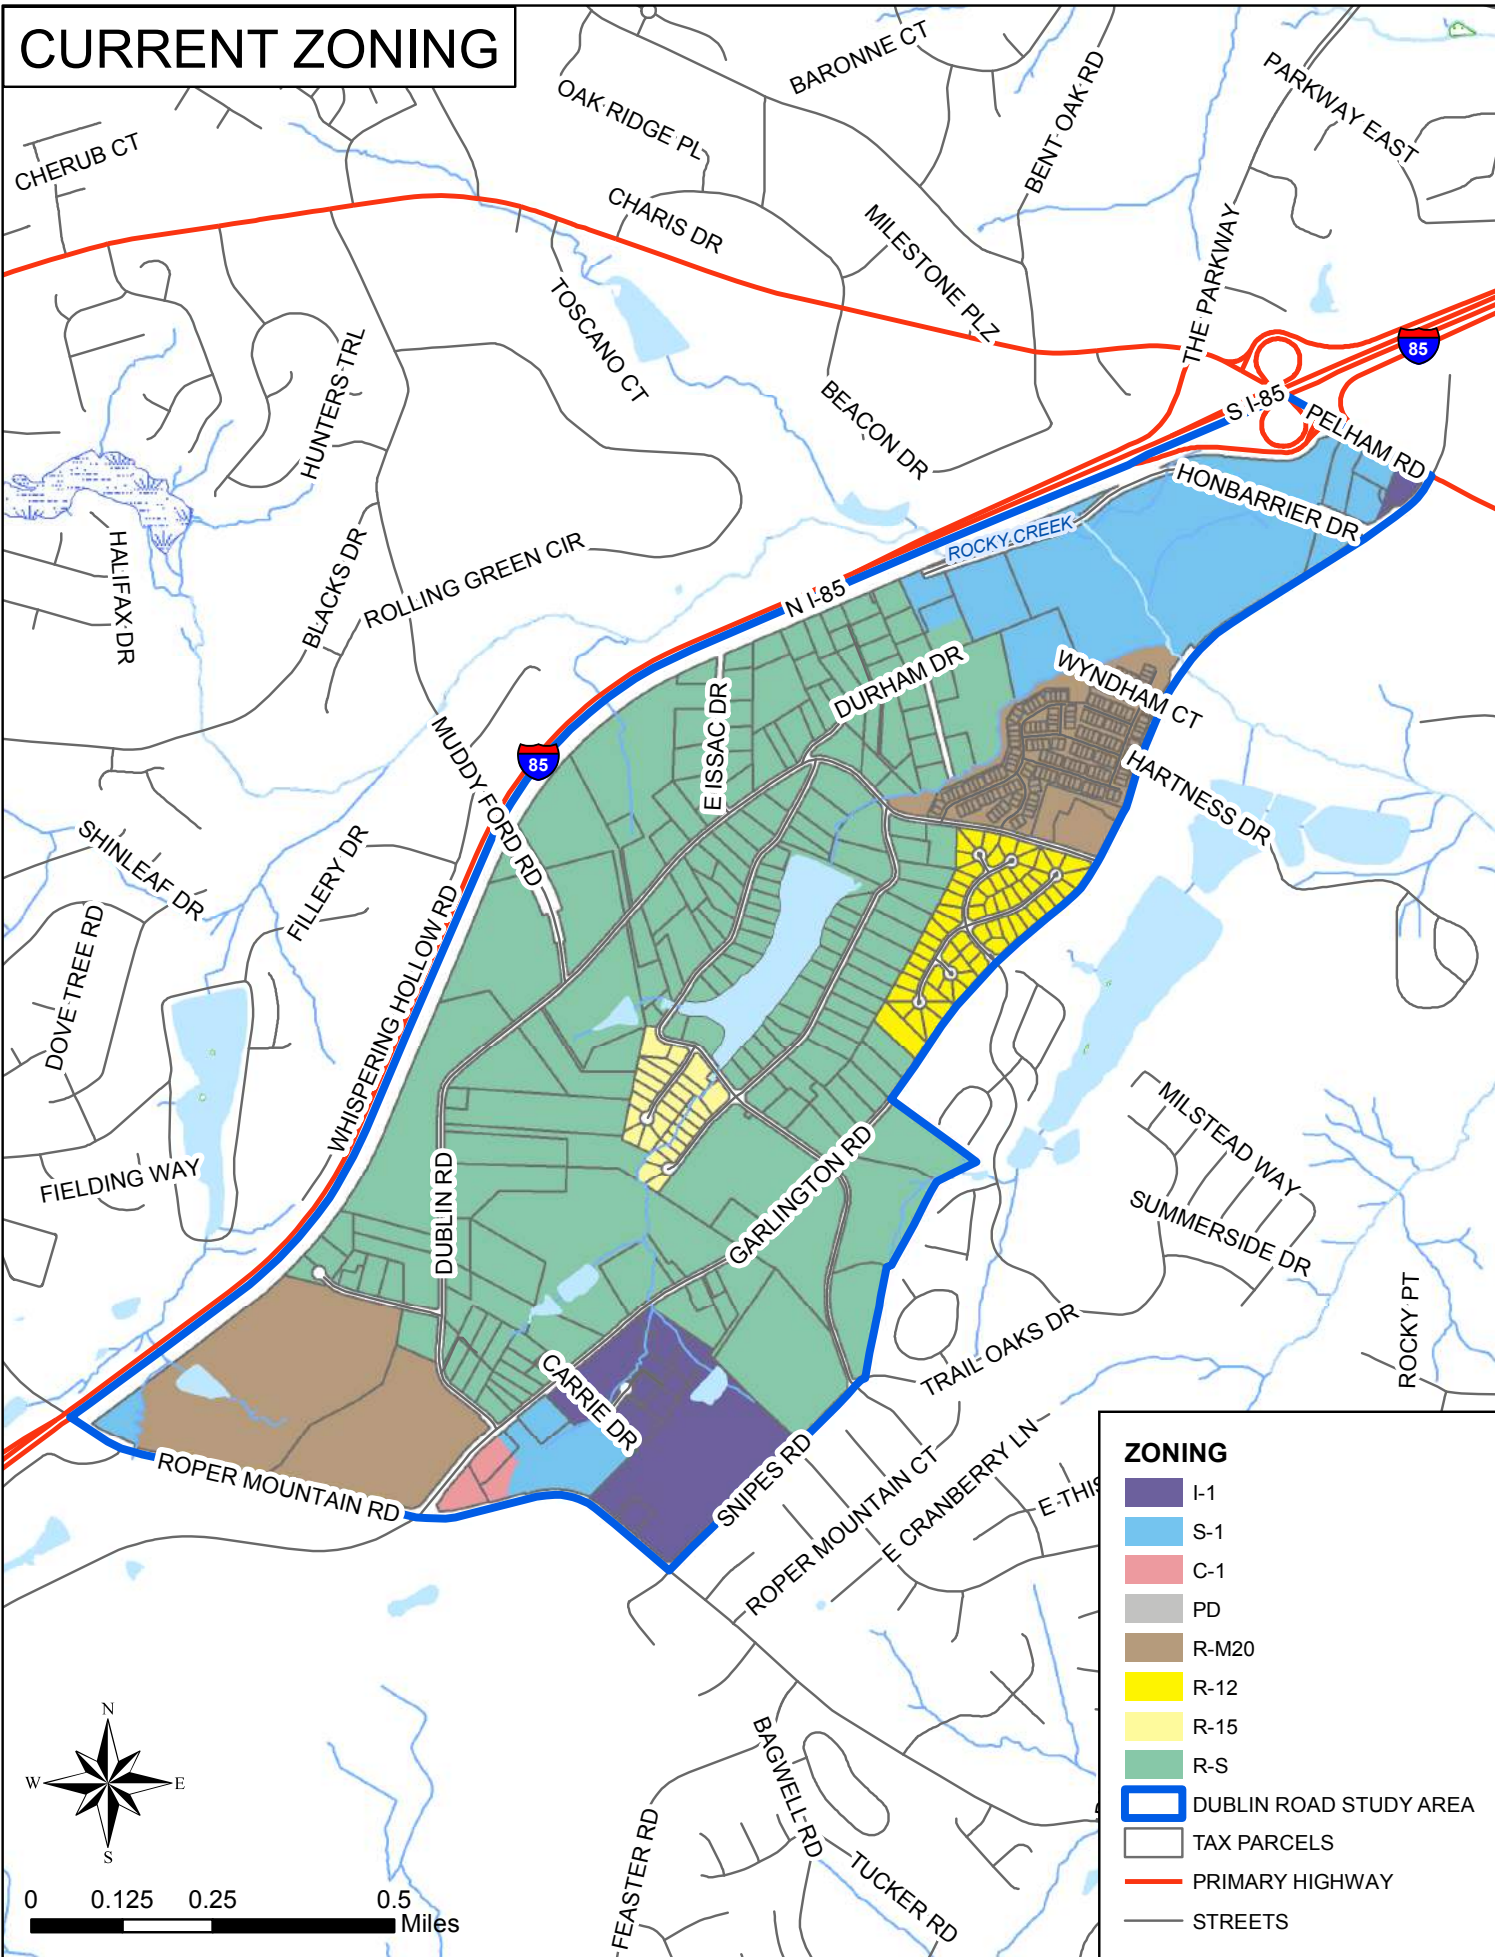 CURRENT ZONING
BARONNE CT
OAK RIDGE PL
BENT OAK RD
PARKWAY EAST
CHERUB CT
CHARIS DR
MILESTONE PLZ
THE PARKWAY
TOSCANO CT
HUNTERS TRL
85
BEACON DR
S I-85
PELHAM RD
HONBARRIER DR
ROCKY CREEK
HALIFAX DR
BLACKS DR
ROLLING GREEN CIR
N I-85
DURHAM DR
WYNDHAM CT
E ISSAC DR
85
MUDDY FORD RD
HARTNESS DR
SHINLEAF DR
FILLERY DR
DOVE TREE RD
WHISPERING HOLLOW RD
MILSTEAD WAY
FIELDING WAY
DUBLIN RD
GARLINGTON RD
SUMMERSIDE DR
ROCKY PT
TRAIL OAKS DR
CARRIE DR
ROPER MOUNTAIN RD
SNIPES RD
ROPER MOUNTAIN CT
E CRANBERRY LN
BAGWELL RD
FEASTER RD
TUCKER RD
ZONING
I-1
S-1
C-1
PD
R-M20
R-12
R-15
R-S
DUBLIN ROAD STUDY AREA
TAX PARCELS
PRIMARY HIGHWAY
STREETS
N
W
E
S
0 0.125 0.25 0.5
Miles